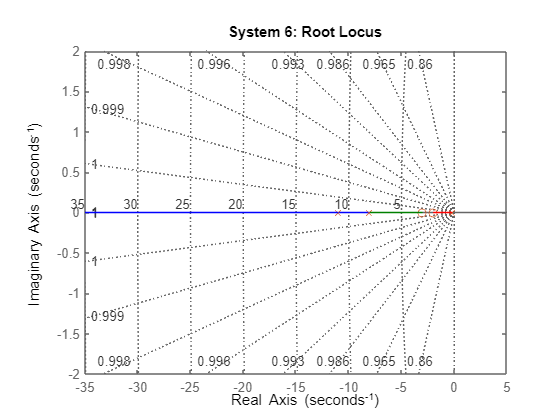 System 6: Root Locus
2
0.998 0.996 0.993 0.986 0.965 0.86
1.5
0.999
1
0.5
1
35 30 25 20 15 10 5
0
1
-0.5
1
-1
0.999
-1.5
0.998 0.996 0.993 0.986 0.965 0.86
-2
-35 -30 -25 -20 -15 -10 -5 0 5
Real Axis (seconds⁻¹)
Imaginary Axis (seconds⁻¹)